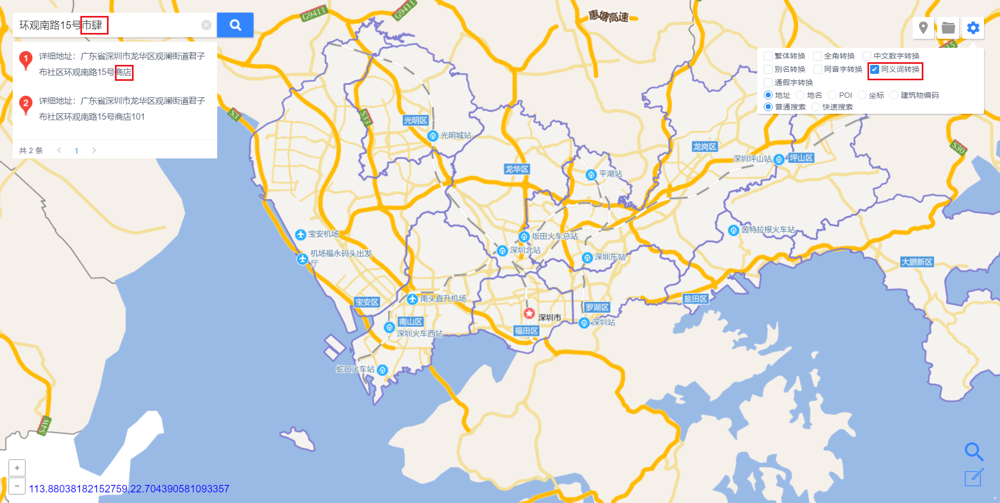 环观南路15号市肆
详细地址：广东省深圳市龙华区观澜街道君子
布社区环观南路15号商店
详细地址：广东省深圳市龙华区观澜街道君子
布社区环观南路15号商店101
共 2 条
1
1
2
繁体转换
全角转换
中文数字转换
别名转换
同音字转换
同义词转换
通假字转换
地址
地名
POI
坐标
建筑物编码
普通搜索
快速搜索
G9411
G9411
惠塘高速
15
S3
S33
S30
S4W
光明区
光明城站
龙华区
平湖站
龙岗区
深圳坪山站
坪山区
宝安机场
机场福永码头出发
厅
坂田火车总站
深圳北站
深圳东站
茵特拉根火车站
大鹏新区
宝安区
南头直升机场
南山区
深圳火车西站
蛇口火车站
深圳市
福田区
罗湖区
深圳站
盐田区
+
−
113.88038182152759,22.704390581093357